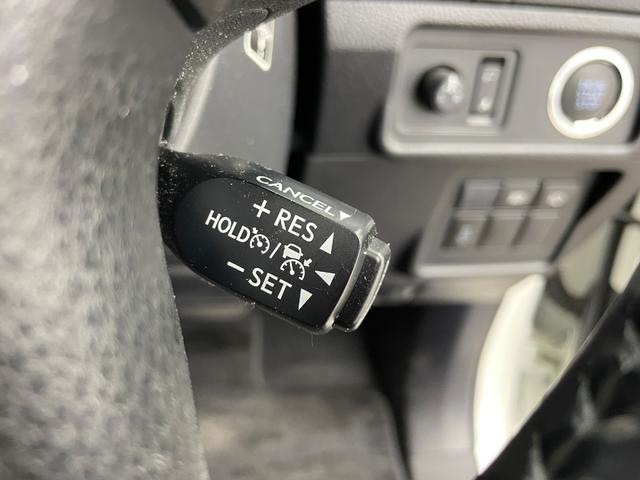 CANCEL▼
+RES▲
HOLD / ◀
−SET▼